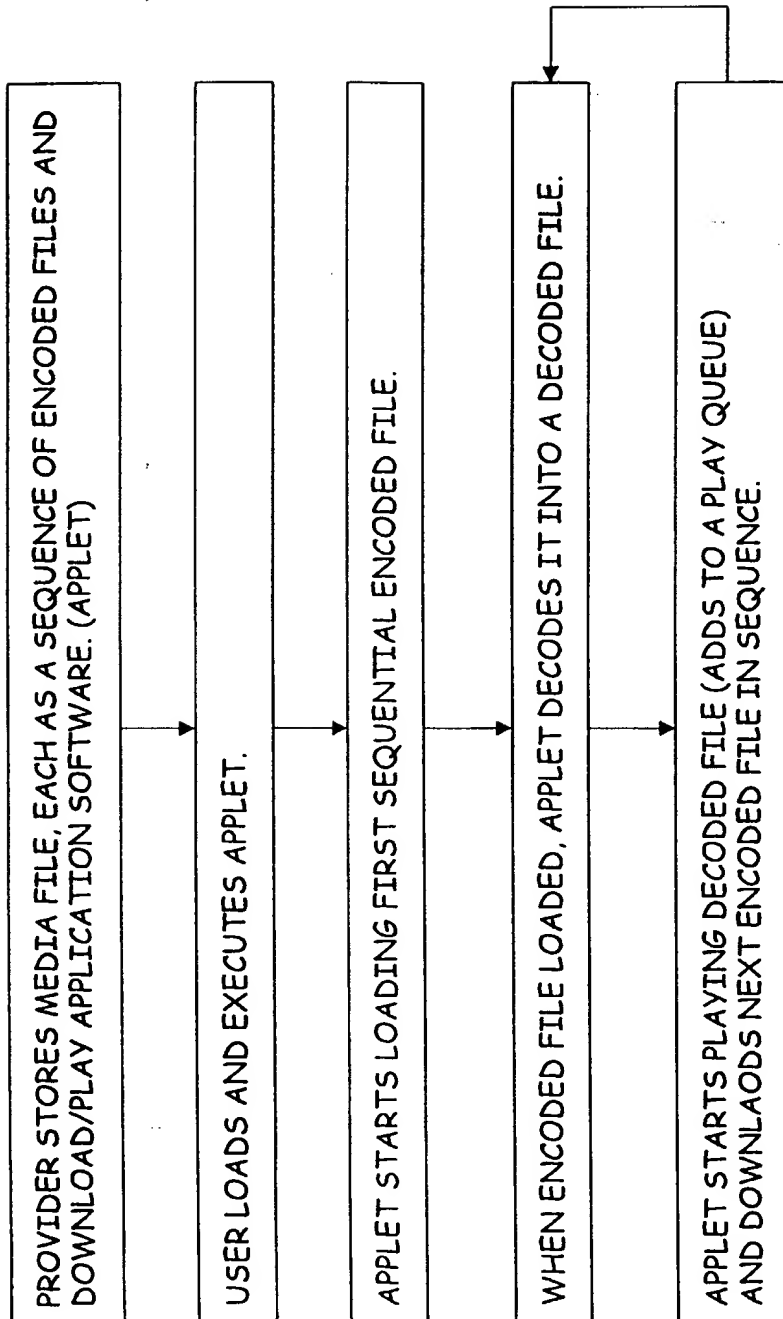 PROVIDER STORES MEDIA FILE, EACH AS A SEQUENCE OF ENCODED FILES AND
DOWNLOAD/PLAY APPLICATION SOFTWARE. (APPLET)
USER LOADS AND EXECUTES APPLET.
APPLET STARTS LOADING FIRST SEQUENTIAL ENCODED FILE.
WHEN ENCODED FILE LOADED, APPLET DECODES IT INTO A DECODED FILE.
APPLET STARTS PLAYING DECODED FILE (ADDS TO A PLAY QUEUE)
AND DOWNLAODS NEXT ENCODED FILE IN SEQUENCE.